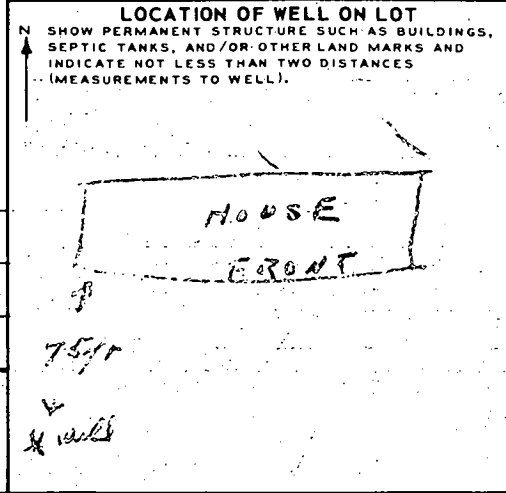 LOCATION OF WELL ON LOT
N SHOW PERMANENT STRUCTURE SUCH AS BUILDINGS,
SEPTIC TANKS, AND/OR OTHER LAND MARKS AND
INDICATE NOT LESS THAN TWO DISTANCES
(MEASUREMENTS TO WELL).
HOUSE
FRONT
75
well